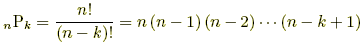 ₙPₖ = n!/(n − k)! = n (n − 1) (n − 2) ⋯ (n − k + 1)